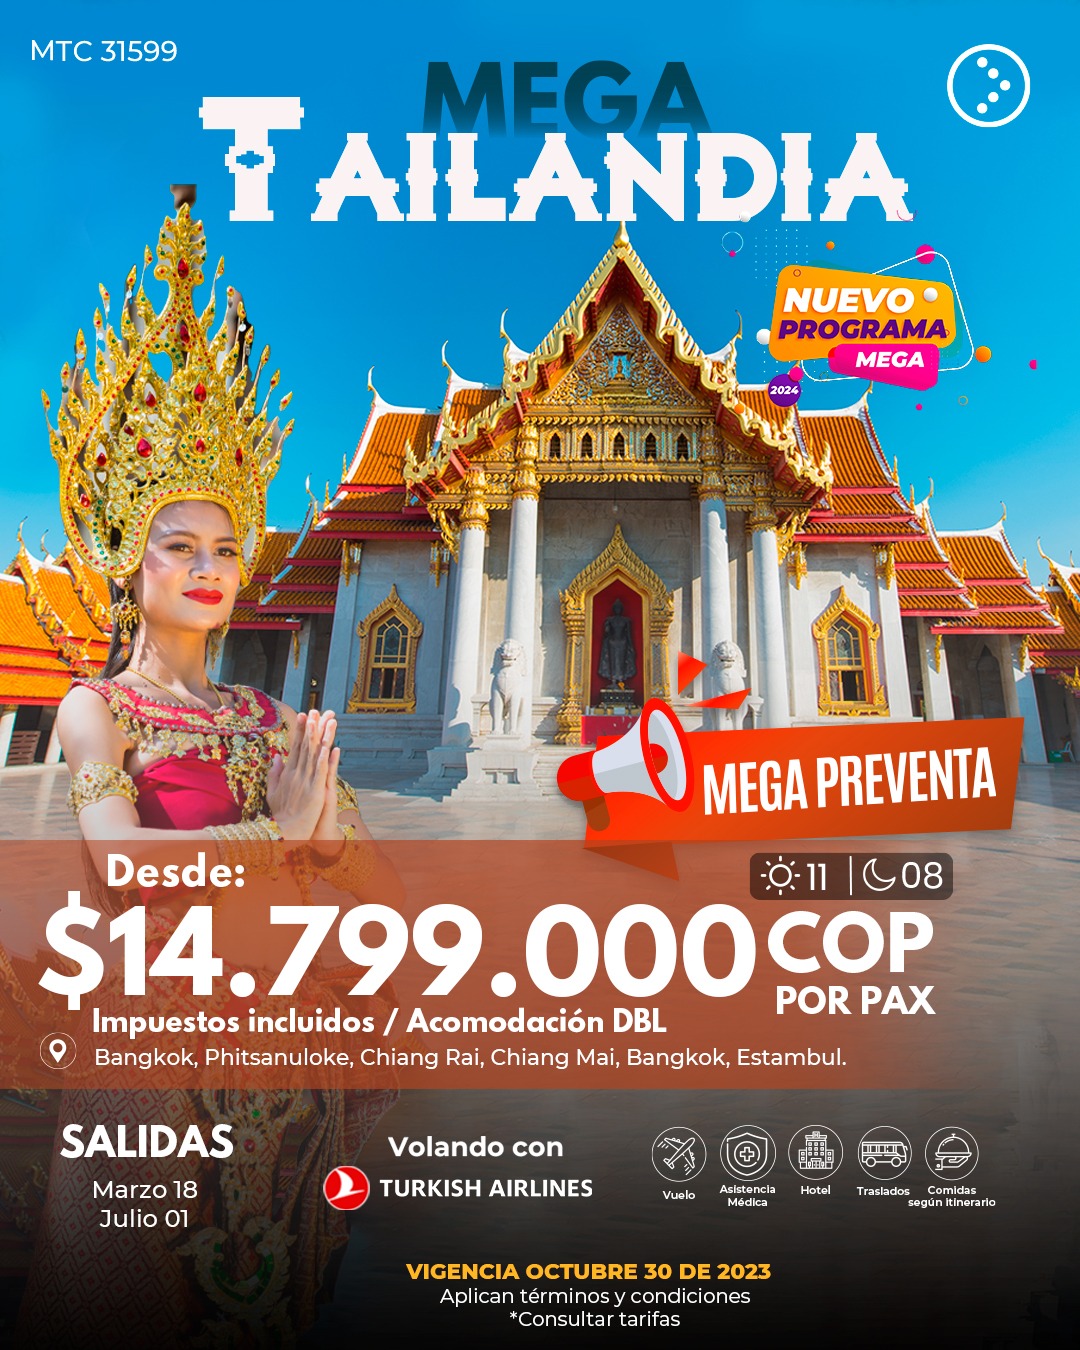 MTC 31599
MEGA
TAILANDIA
NUEVO
PROGRAMA
MEGA
2024
MEGA PREVENTA
Desde:
11 | 08
$14.799.000 COP
POR PAX
Impuestos incluidos / Acomodación DBL
Bangkok, Phitsanuloke, Chiang Rai, Chiang Mai, Bangkok, Estambul.
SALIDAS
Marzo 18
Julio 01
Volando con
TURKISH AIRLINES
Vuelo
Asistencia
Médica
Hotel
Traslados
Comidas
según itinerario
VIGENCIA OCTUBRE 30 DE 2023
Aplican términos y condiciones
*Consultar tarifas